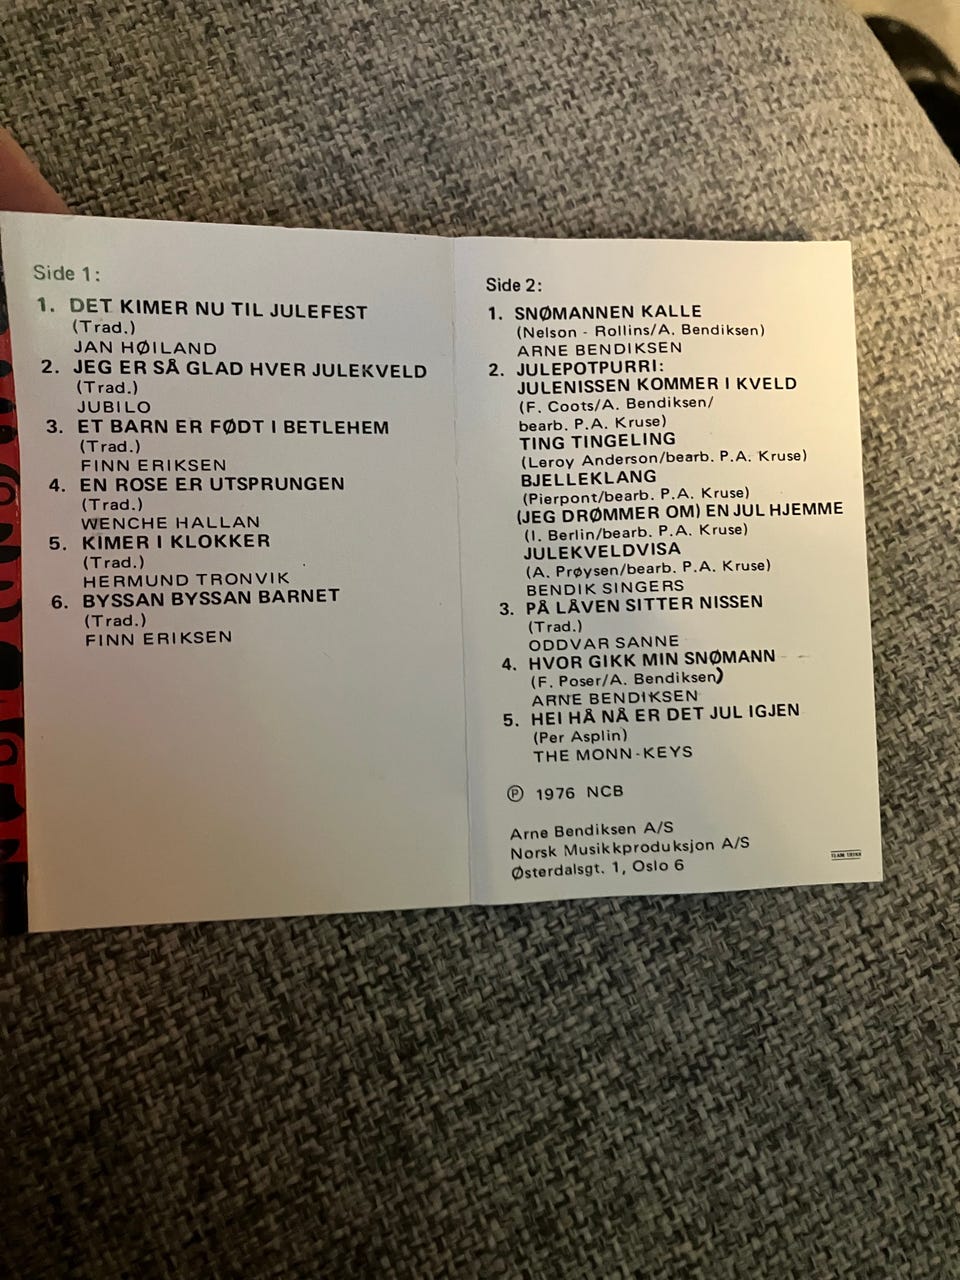 Side 1:
1. DET KIMER NU TIL JULEFEST
(Trad.)
JAN HØILAND
2. JEG ER SÅ GLAD HVER JULEKVELD
(Trad.)
JUBILO
3. ET BARN ER FØDT I BETLEHEM
(Trad.)
FINN ERIKSEN
4. EN ROSE ER UTSPRUNGEN
(Trad.)
WENCHE HALLAN
5. KIMER I KLOKKER
(Trad.)
HERMUND TRONVIK
6. BYSSAN BYSSAN BARNET
(Trad.)
FINN ERIKSEN
Side 2:
1. SNØMANNEN KALLE
(Nelson - Rollins/A. Bendiksen)
ARNE BENDIKSEN
2. JULEPOTPURRI:
JULENISSEN KOMMER I KVELD
(F. Coots/A. Bendiksen/
bearb. P.A. Kruse)
TING TINGELING
(Leroy Anderson/bearb. P.A. Kruse)
BJELLEKLANG
(Pierpont/bearb. P.A. Kruse)
(JEG DRØMMER OM) EN JUL HJEMME
(I. Berlin/bearb. P.A. Kruse)
JULEKVELDVISA
(A. Prøysen/bearb. P.A. Kruse)
BENDIK SINGERS
3. PÅ LÅVEN SITTER NISSEN
(Trad.)
ODDVAR SANNE
4. HVOR GIKK MIN SNØMANN
(F. Poser/A. Bendiksen)
ARNE BENDIKSEN
5. HEI HÅ NÅ ER DET JUL IGJEN
(Per Asplin)
THE MONN-KEYS
Ⓟ 1976 NCB
Arne Bendiksen A/S
Norsk Musikkproduksjon A/S
Østerdalsgt. 1, Oslo 6
TEAM